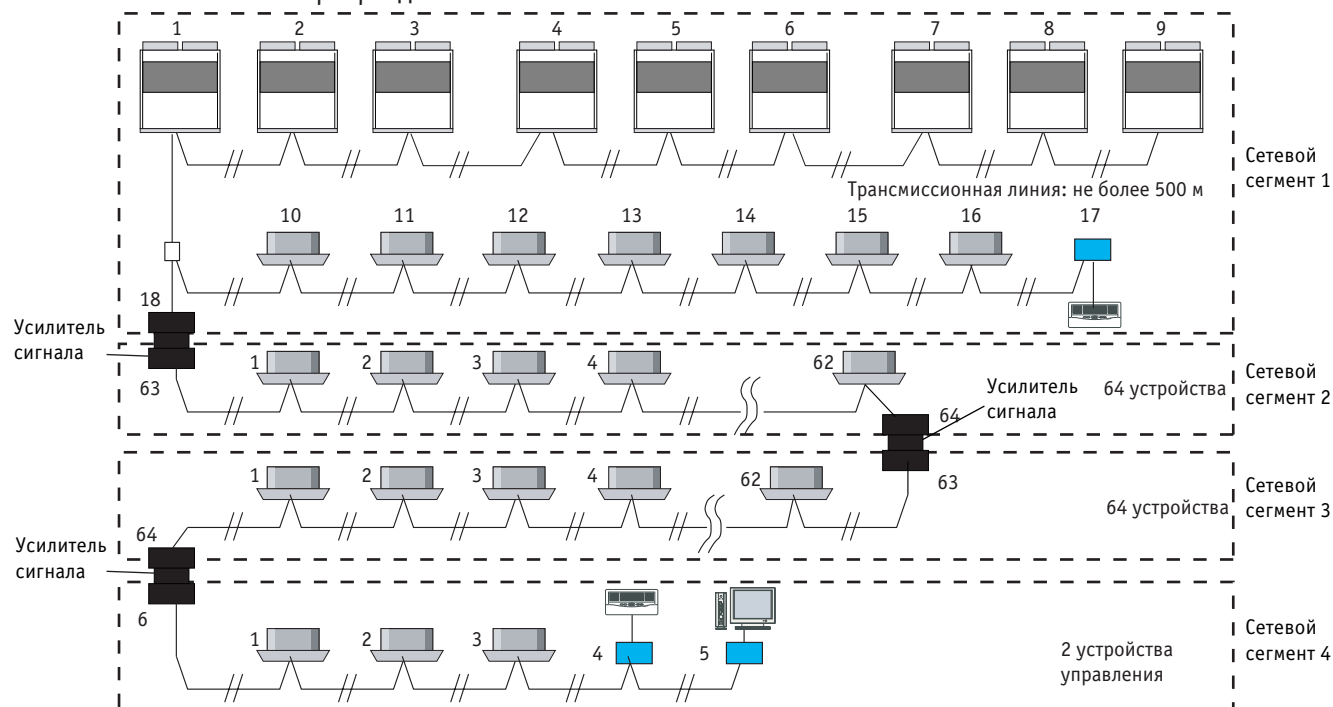 1 2 3 4 5 6 7 8 9
Сетевой
сегмент 1
Трансмиссионная линия: не более 500 м
10 11 12 13 14 15 16 17
18
Усилитель
сигнала
63
1 2 3 4 62
Усилитель
сигнала
64
64 устройства
Сетевой
сегмент 2
1 2 3 4 62
63
64 устройства
Сетевой
сегмент 3
64
Усилитель
сигнала
6
1 2 3 4 5
2 устройства
управления
Сетевой
сегмент 4